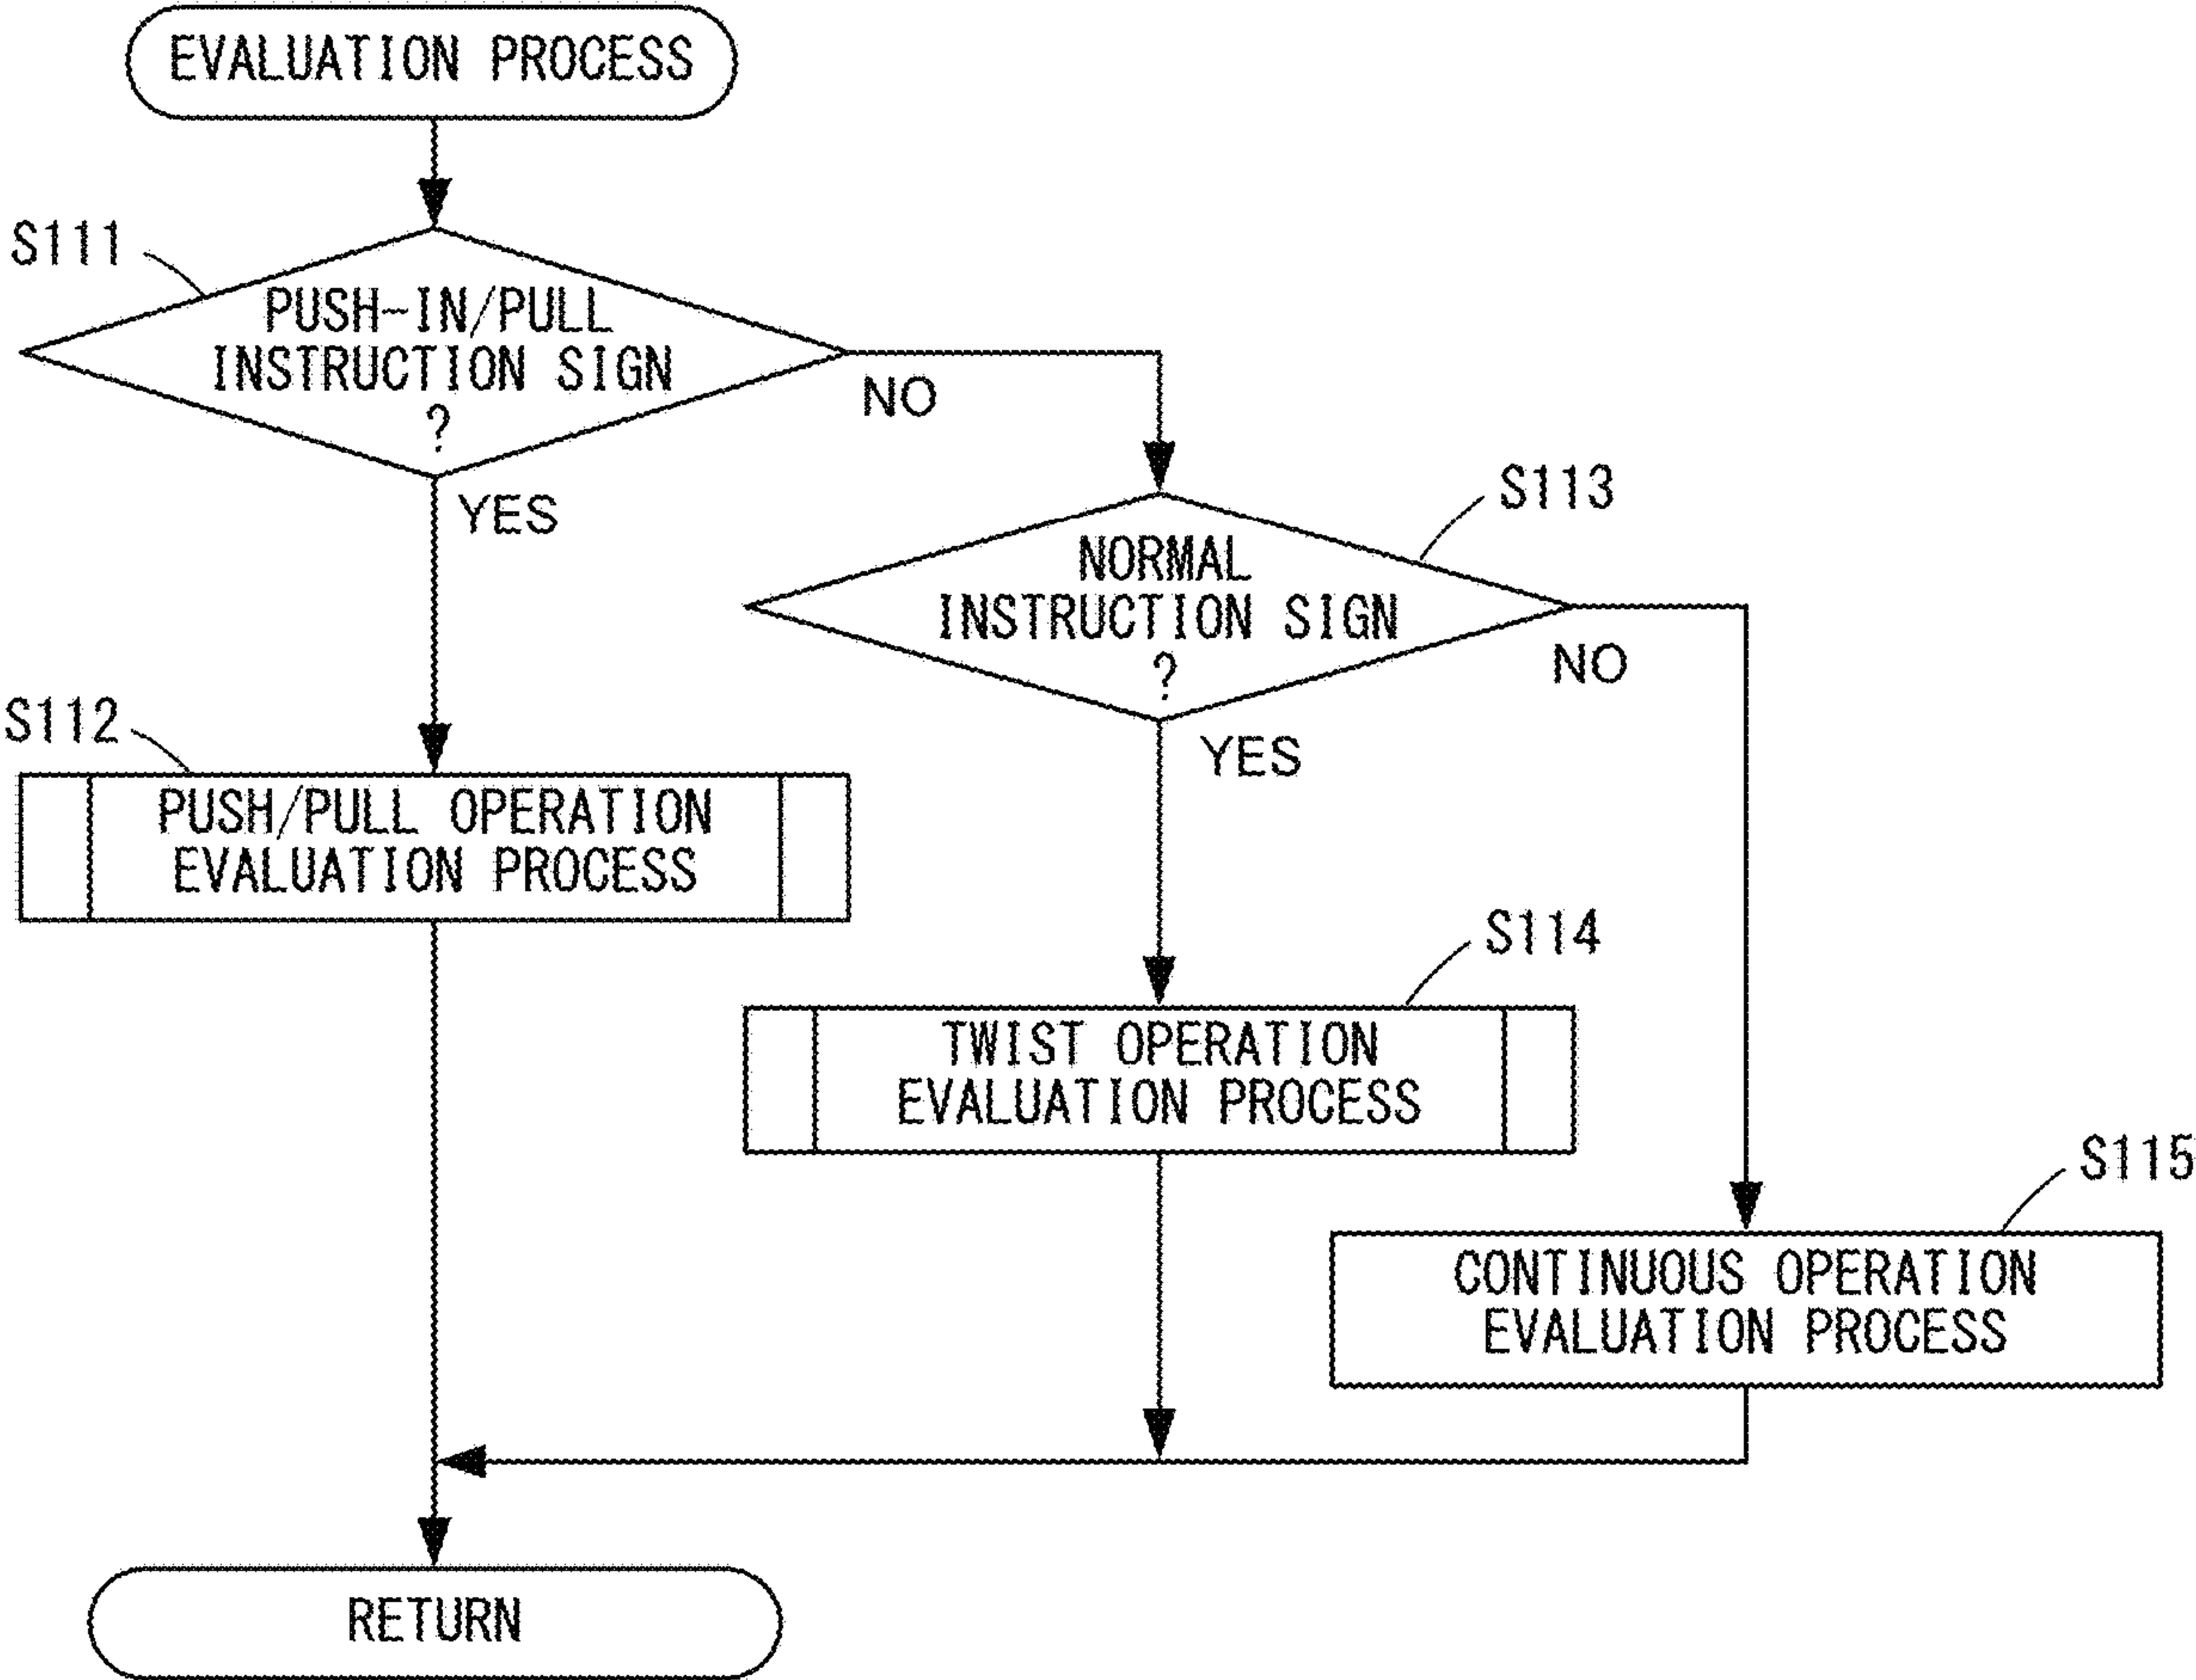 EVALUATION PROCESS
S111
PUSH-IN/PULL
INSTRUCTION SIGN
?
NO
YES
S113
NORMAL
INSTRUCTION SIGN
?
NO
YES
S112
PUSH/PULL OPERATION
EVALUATION PROCESS
S114
TWIST OPERATION
EVALUATION PROCESS
S115
CONTINUOUS OPERATION
EVALUATION PROCESS
RETURN